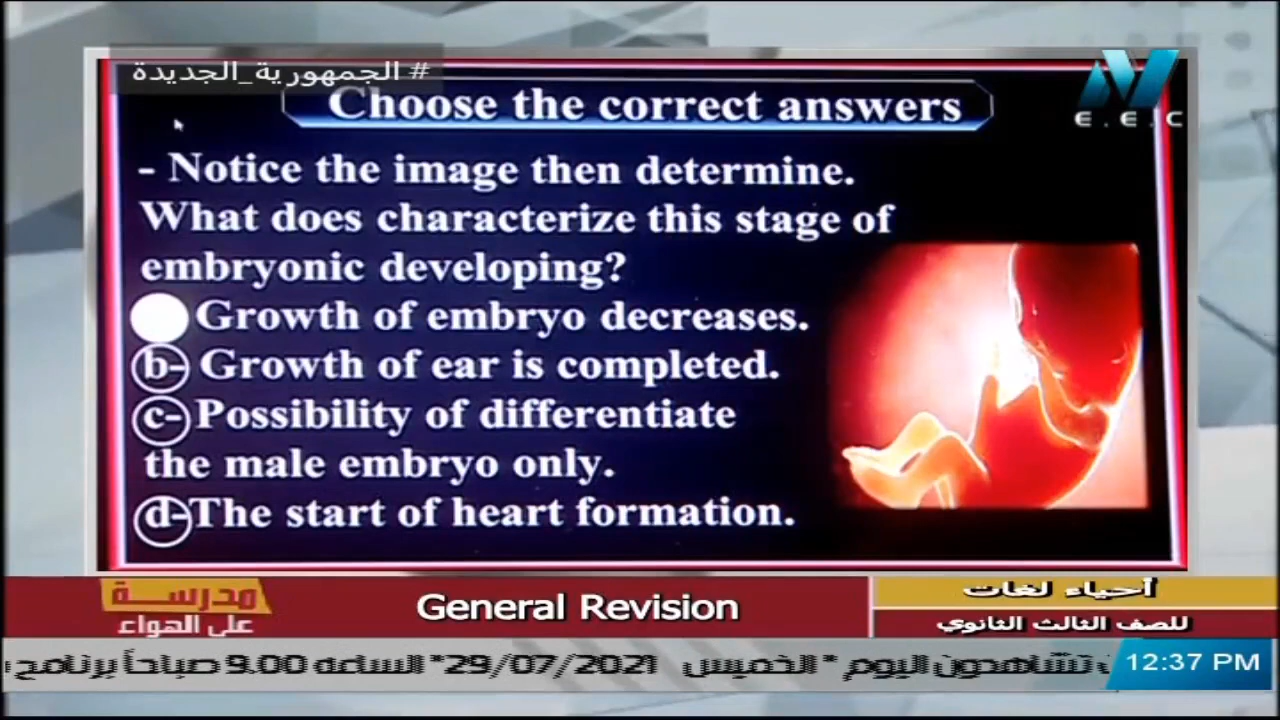 # الجمهورية_الجديدة
E.E.C
Choose the correct answers
- Notice the image then determine.
What does characterize this stage of
embryonic developing?
Growth of embryo decreases.
b- Growth of ear is completed.
c- Possibility of differentiate
the male embryo only.
d- The start of heart formation.
مدرسة
على الهواء
General Revision
أحياء لغات
للصف الثالث الثانوي
تشاهدون اليوم * الخميس 29/07/2021* الساعه 9.00 صباحاً برنامج
12:37 PM